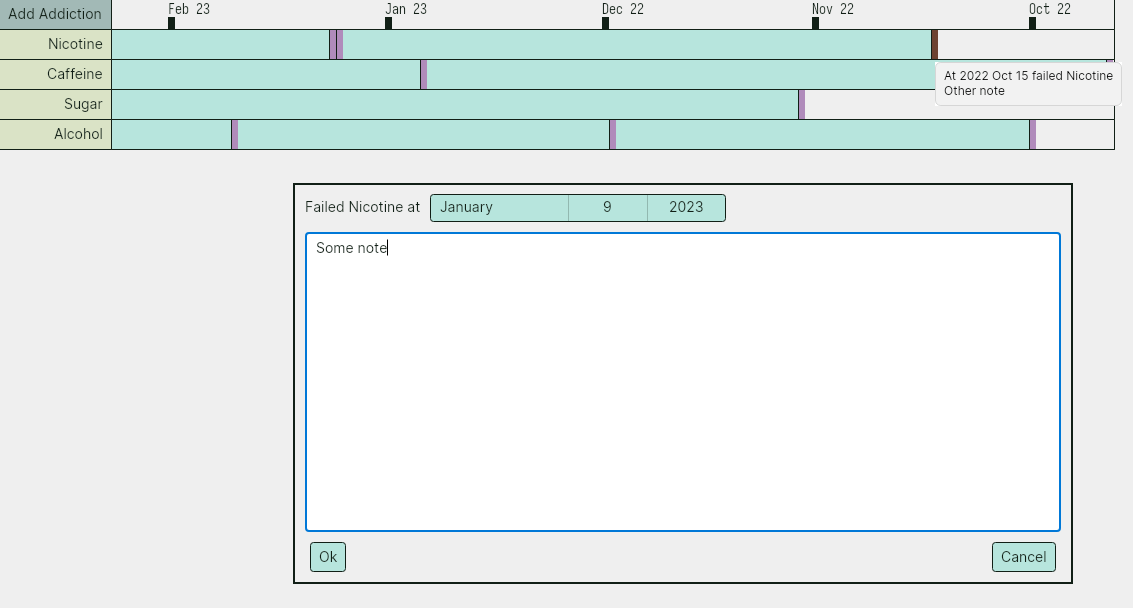 Add Addiction
Feb 23 Jan 23 Dec 22 Nov 22 Oct 22
Nicotine
Caffeine
At 2022 Oct 15 failed Nicotine
Other note
Sugar
Alcohol
Failed Nicotine at January 9 2023
Some note
Ok Cancel